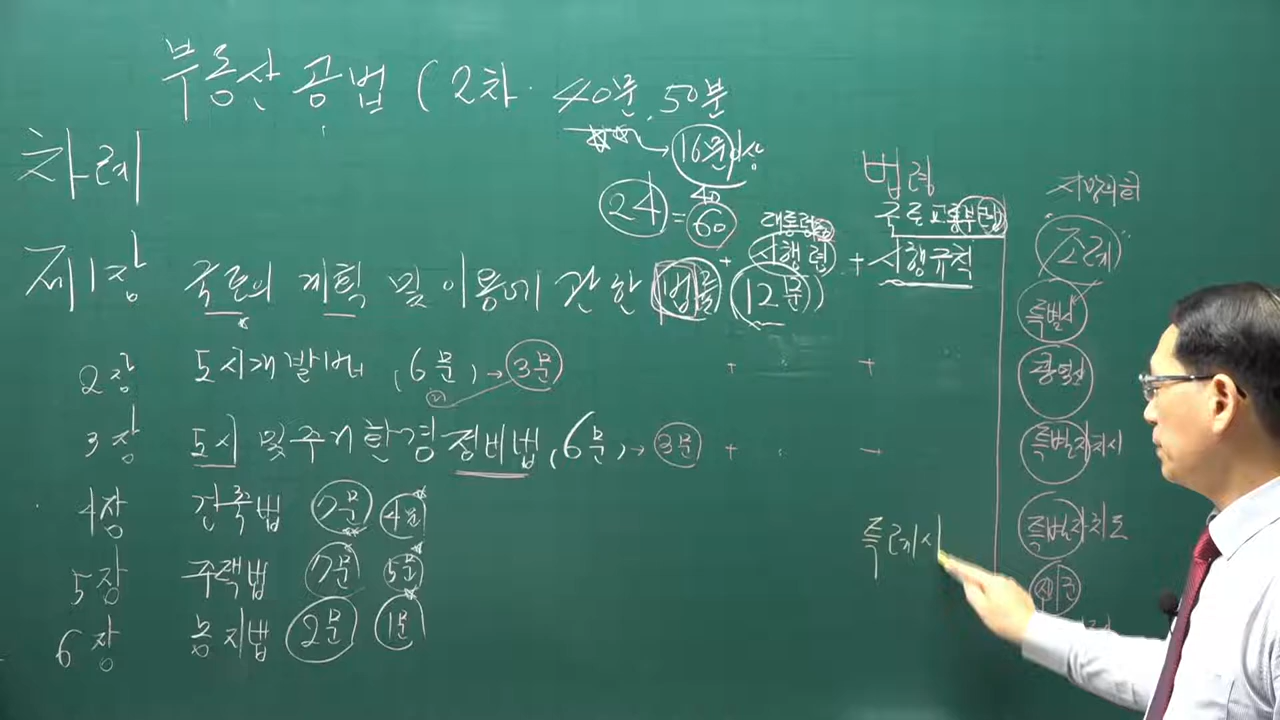 부동산 공법 (2차. 40문, 50분
차례
16문이상
24 = 40
60
법령
국토교통부령
대통령령
시행령
+ 시행규칙
지방의회
조례
제1장 국토의 계획 및 이용에 관한 법률 (12문)
특별시
2장 도시개발법 (6문) → 3문 + +
광역시
3장 도시 및 주거환경 정비법, 6문) → 3문 +
특별자치시
4장 건축법 7문 4문
특례시
특별자치도
5장 주택법 7문 5문
시군
6장 농지법 2문 1문